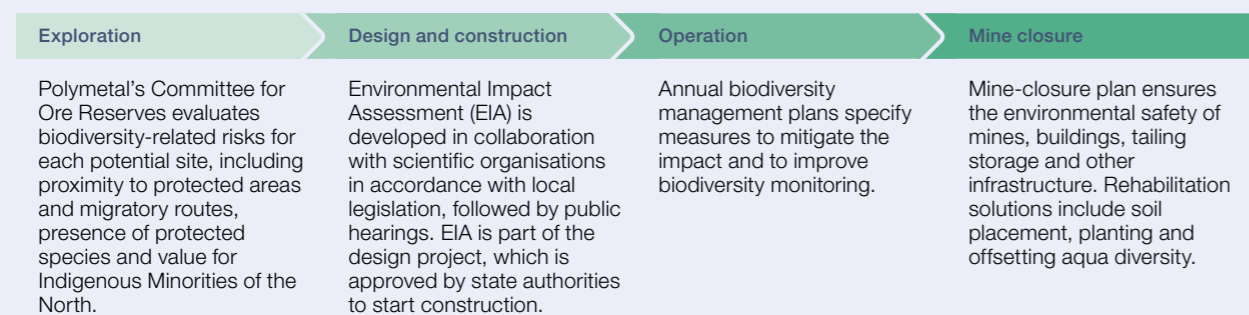 Exploration
Polymetal's Committee for
Ore Reserves evaluates
biodiversity-related risks for
each potential site, including
proximity to protected areas
and migratory routes,
presence of protected
species and value for
Indigenous Minorities of the
North.
Design and construction
Environmental Impact
Assessment (EIA) is
developed in collaboration
with scientific organisations
in accordance with local
legislation, followed by public
hearings. EIA is part of the
design project, which is
approved by state authorities
to start construction.
Operation
Annual biodiversity
management plans specify
measures to mitigate the
impact and to improve
biodiversity monitoring.
Mine closure
Mine-closure plan ensures
the environmental safety of
mines, buildings, tailing
storage and other
infrastructure. Rehabilitation
solutions include soil
placement, planting and
offsetting aqua diversity.